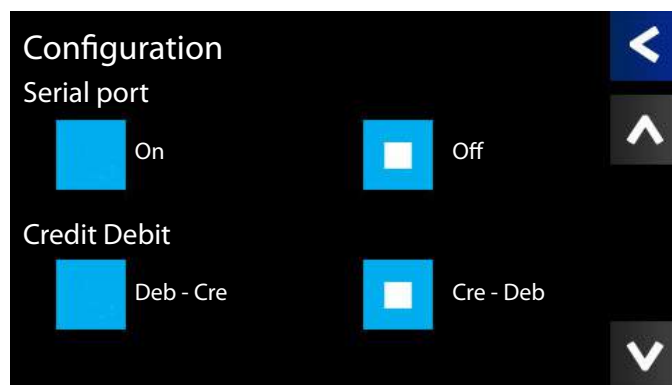 Configuration
Serial port
On Off
Credit Debit
Deb - Cre Cre - Deb